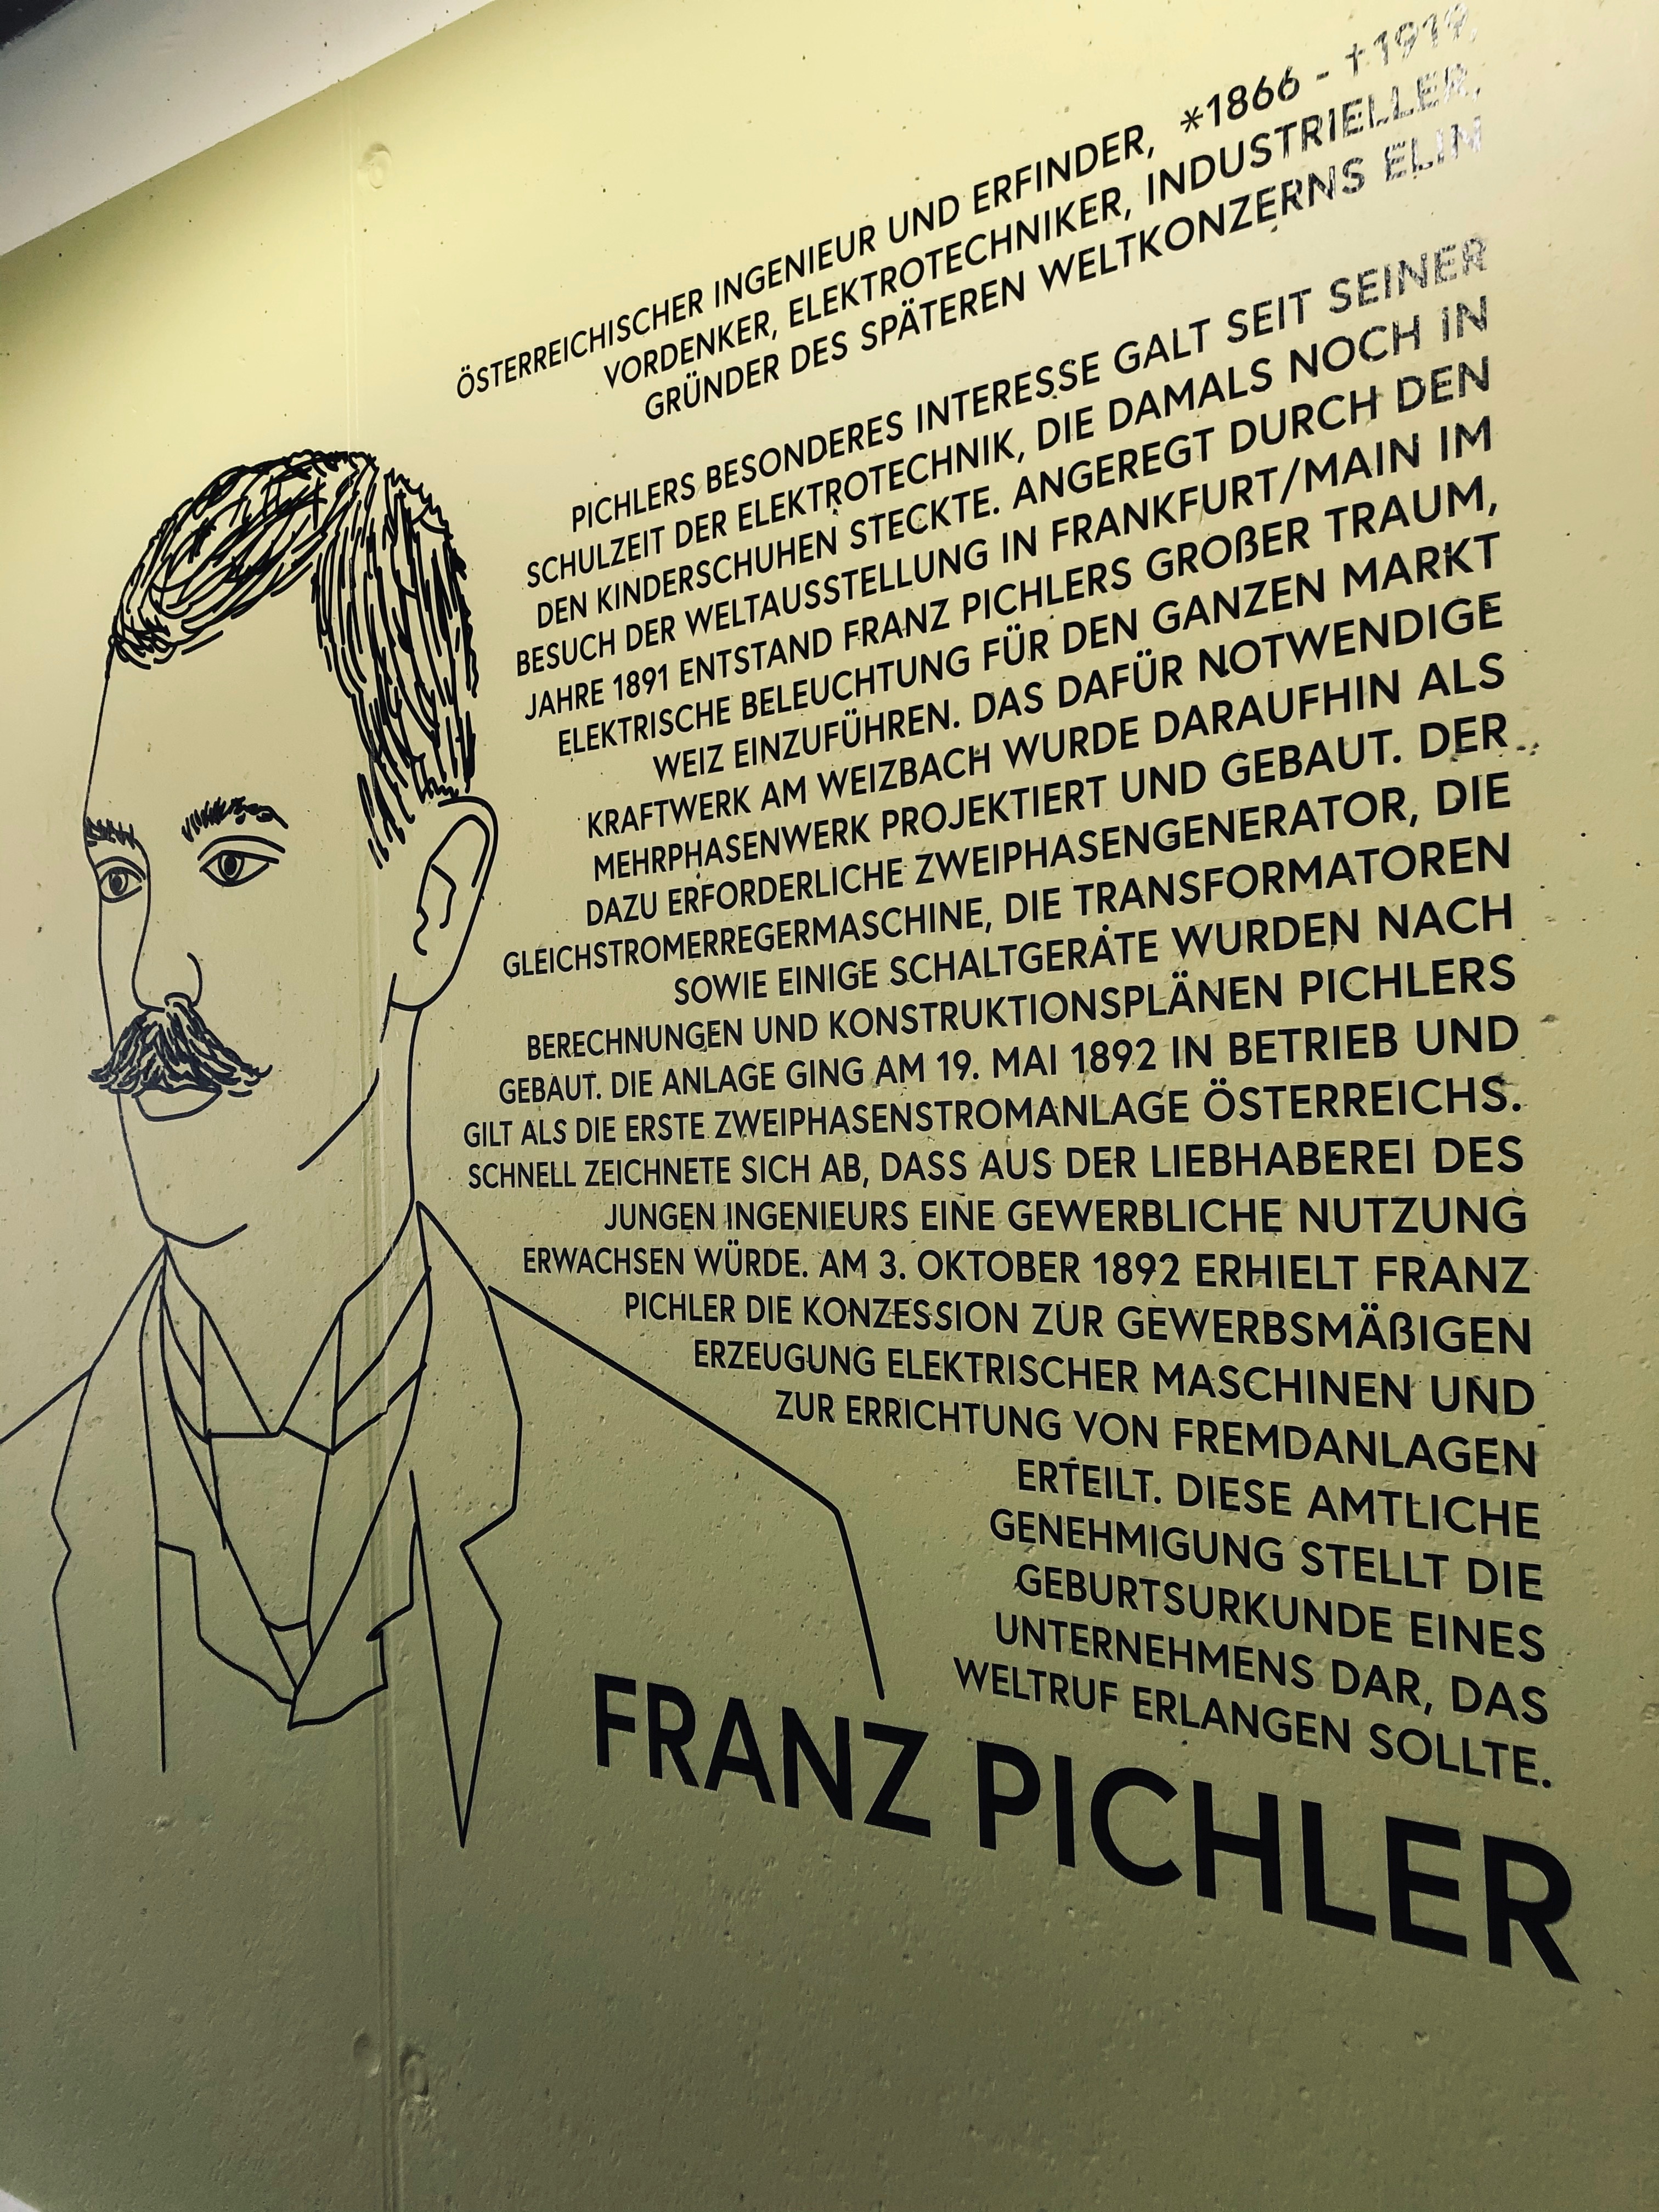 ÖSTERREICHISCHER INGENIEUR UND ERFINDER, *1866 - †1919,
VORDENKER, ELEKTROTECHNIKER, INDUSTRIELLER,
GRÜNDER DES SPÄTEREN WELTKONZERNS ELIN
PICHLERS BESONDERES INTERESSE GALT SEIT SEINER
SCHULZEIT DER ELEKTROTECHNIK, DIE DAMALS NOCH IN
DEN KINDERSCHUHEN STECKTE. ANGEREGT DURCH DEN
BESUCH DER WELTAUSSTELLUNG IN FRANKFURT/MAIN IM
JAHRE 1891 ENTSTAND FRANZ PICHLERS GROßER TRAUM,
ELEKTRISCHE BELEUCHTUNG FÜR DEN GANZEN MARKT
WEIZ EINZUFÜHREN. DAS DAFÜR NOTWENDIGE
KRAFTWERK AM WEIZBACH WURDE DARAUFHIN ALS
MEHRPHASENWERK PROJEKTIERT UND GEBAUT. DER
DAZU ERFORDERLICHE ZWEIPHASENGENERATOR, DIE
GLEICHSTROMERREGERMASCHINE, DIE TRANSFORMATOREN
SOWIE EINIGE SCHALTGERÄTE WURDEN NACH
BERECHNUNGEN UND KONSTRUKTIONSPLÄNEN PICHLERS
GEBAUT. DIE ANLAGE GING AM 19. MAI 1892 IN BETRIEB UND
GILT ALS DIE ERSTE ZWEIPHASENSTROMANLAGE ÖSTERREICHS.
SCHNELL ZEICHNETE SICH AB, DASS AUS DER LIEBHABEREI DES
JUNGEN INGENIEURS EINE GEWERBLICHE NUTZUNG
ERWACHSEN WÜRDE. AM 3. OKTOBER 1892 ERHIELT FRANZ
PICHLER DIE KONZESSION ZUR GEWERBSMÄßIGEN
ERZEUGUNG ELEKTRISCHER MASCHINEN UND
ZUR ERRICHTUNG VON FREMDANLAGEN
ERTEILT. DIESE AMTLICHE
GENEHMIGUNG STELLT DIE
GEBURTSURKUNDE EINES
UNTERNEHMENS DAR, DAS
WELTRUF ERLANGEN SOLLTE.
FRANZ PICHLER